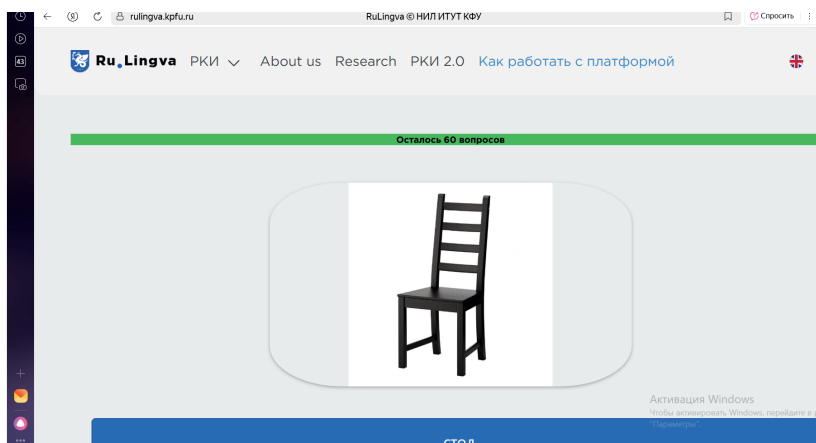 rulingva.kpfu.ru
RuLingva © НИЛ ИТУТ КФУ
Спросить
43
Ru.Lingva РКИ About us Research РКИ 2.0 Как работать с платформой
Осталось 60 вопросов
Активация Windows
Чтобы активировать Windows, перейдите в
"Параметры".